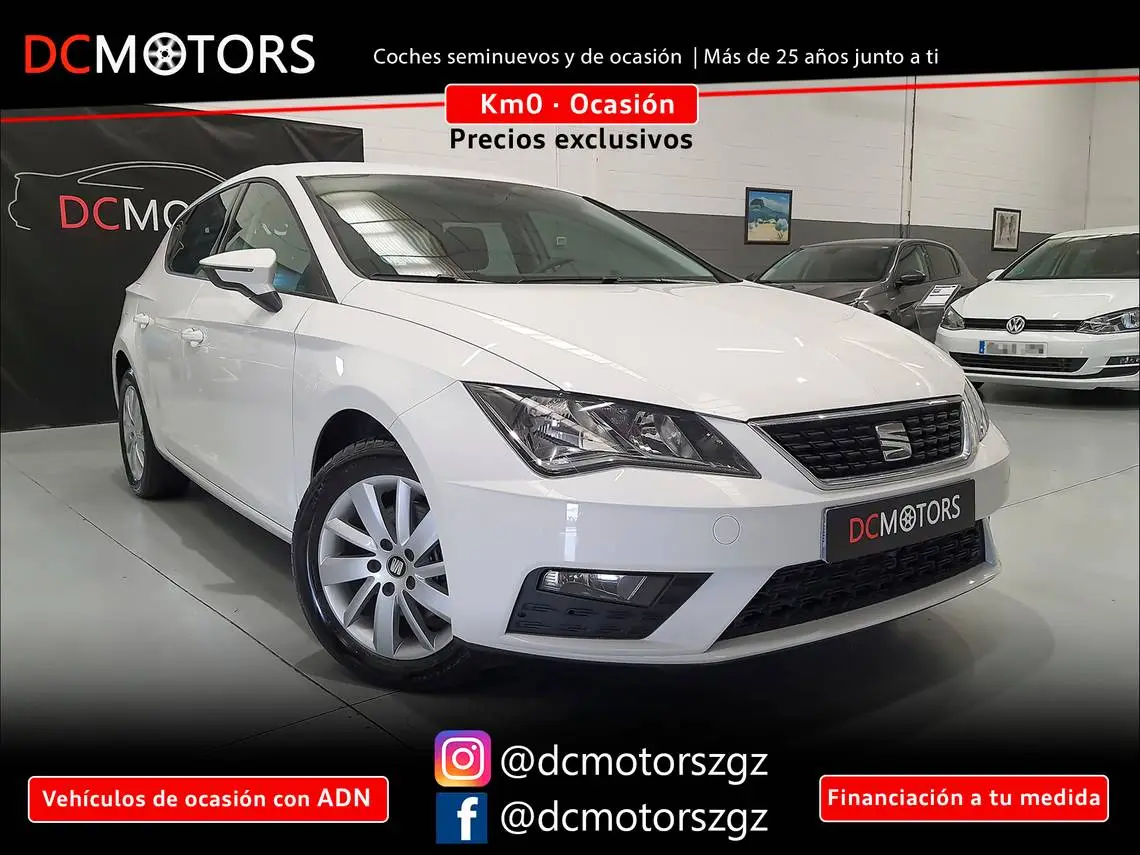 DCMOTORS
Coches seminuevos y de ocasión | Más de 25 años junto a ti
Km0 · Ocasión
Precios exclusivos
DCMO
DCMOTORS
@dcmotorszgz
@dcmotorszgz
Vehículos de ocasión con ADN
Financiación a tu medida